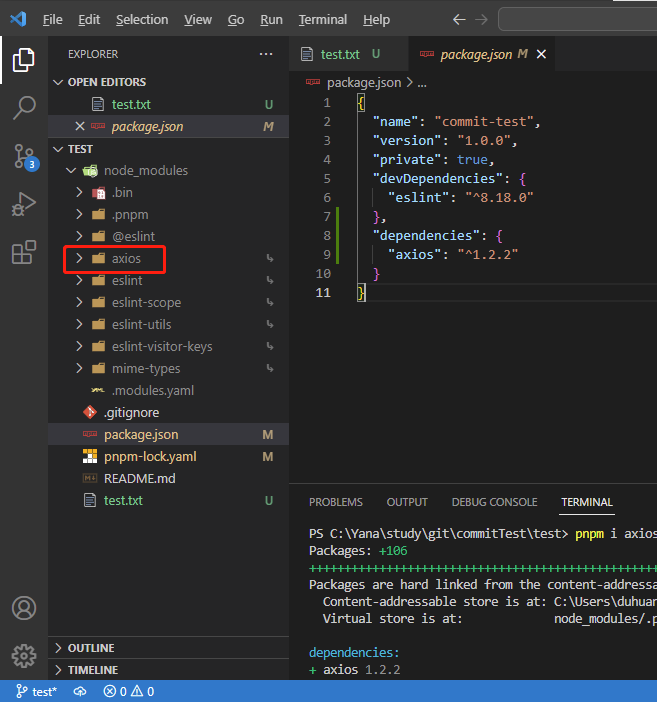 File Edit Selection View Go Run Terminal Help
EXPLORER
OPEN EDITORS
test.txt U
package.json M
TEST
node_modules
.bin
.pnpm
@eslint
axios
eslint
eslint-scope
eslint-utils
eslint-visitor-keys
mime-types
.modules.yaml
.gitignore
package.json M
pnpm-lock.yaml M
README.md
test.txt U
OUTLINE
TIMELINE
3
test.txt U package.json M
package.json > ...
1 {
2 "name": "commit-test",
3 "version": "1.0.0",
4 "private": true,
5 "devDependencies": {
6 "eslint": "^8.18.0"
7 },
8 "dependencies": {
9 "axios": "^1.2.2"
10 }
11 }
PROBLEMS OUTPUT DEBUG CONSOLE TERMINAL
PS C:\Yana\study\git\commitTest\test> pnpm i axios
Packages: +106
++++++++++++++++++++++++++++++++++++++++++++++++
Packages are hard linked from the content-addressa
Content-addressable store is at: C:\Users\duhuan
Virtual store is at: node_modules/.p
dependencies:
+ axios 1.2.2
test* 0 0